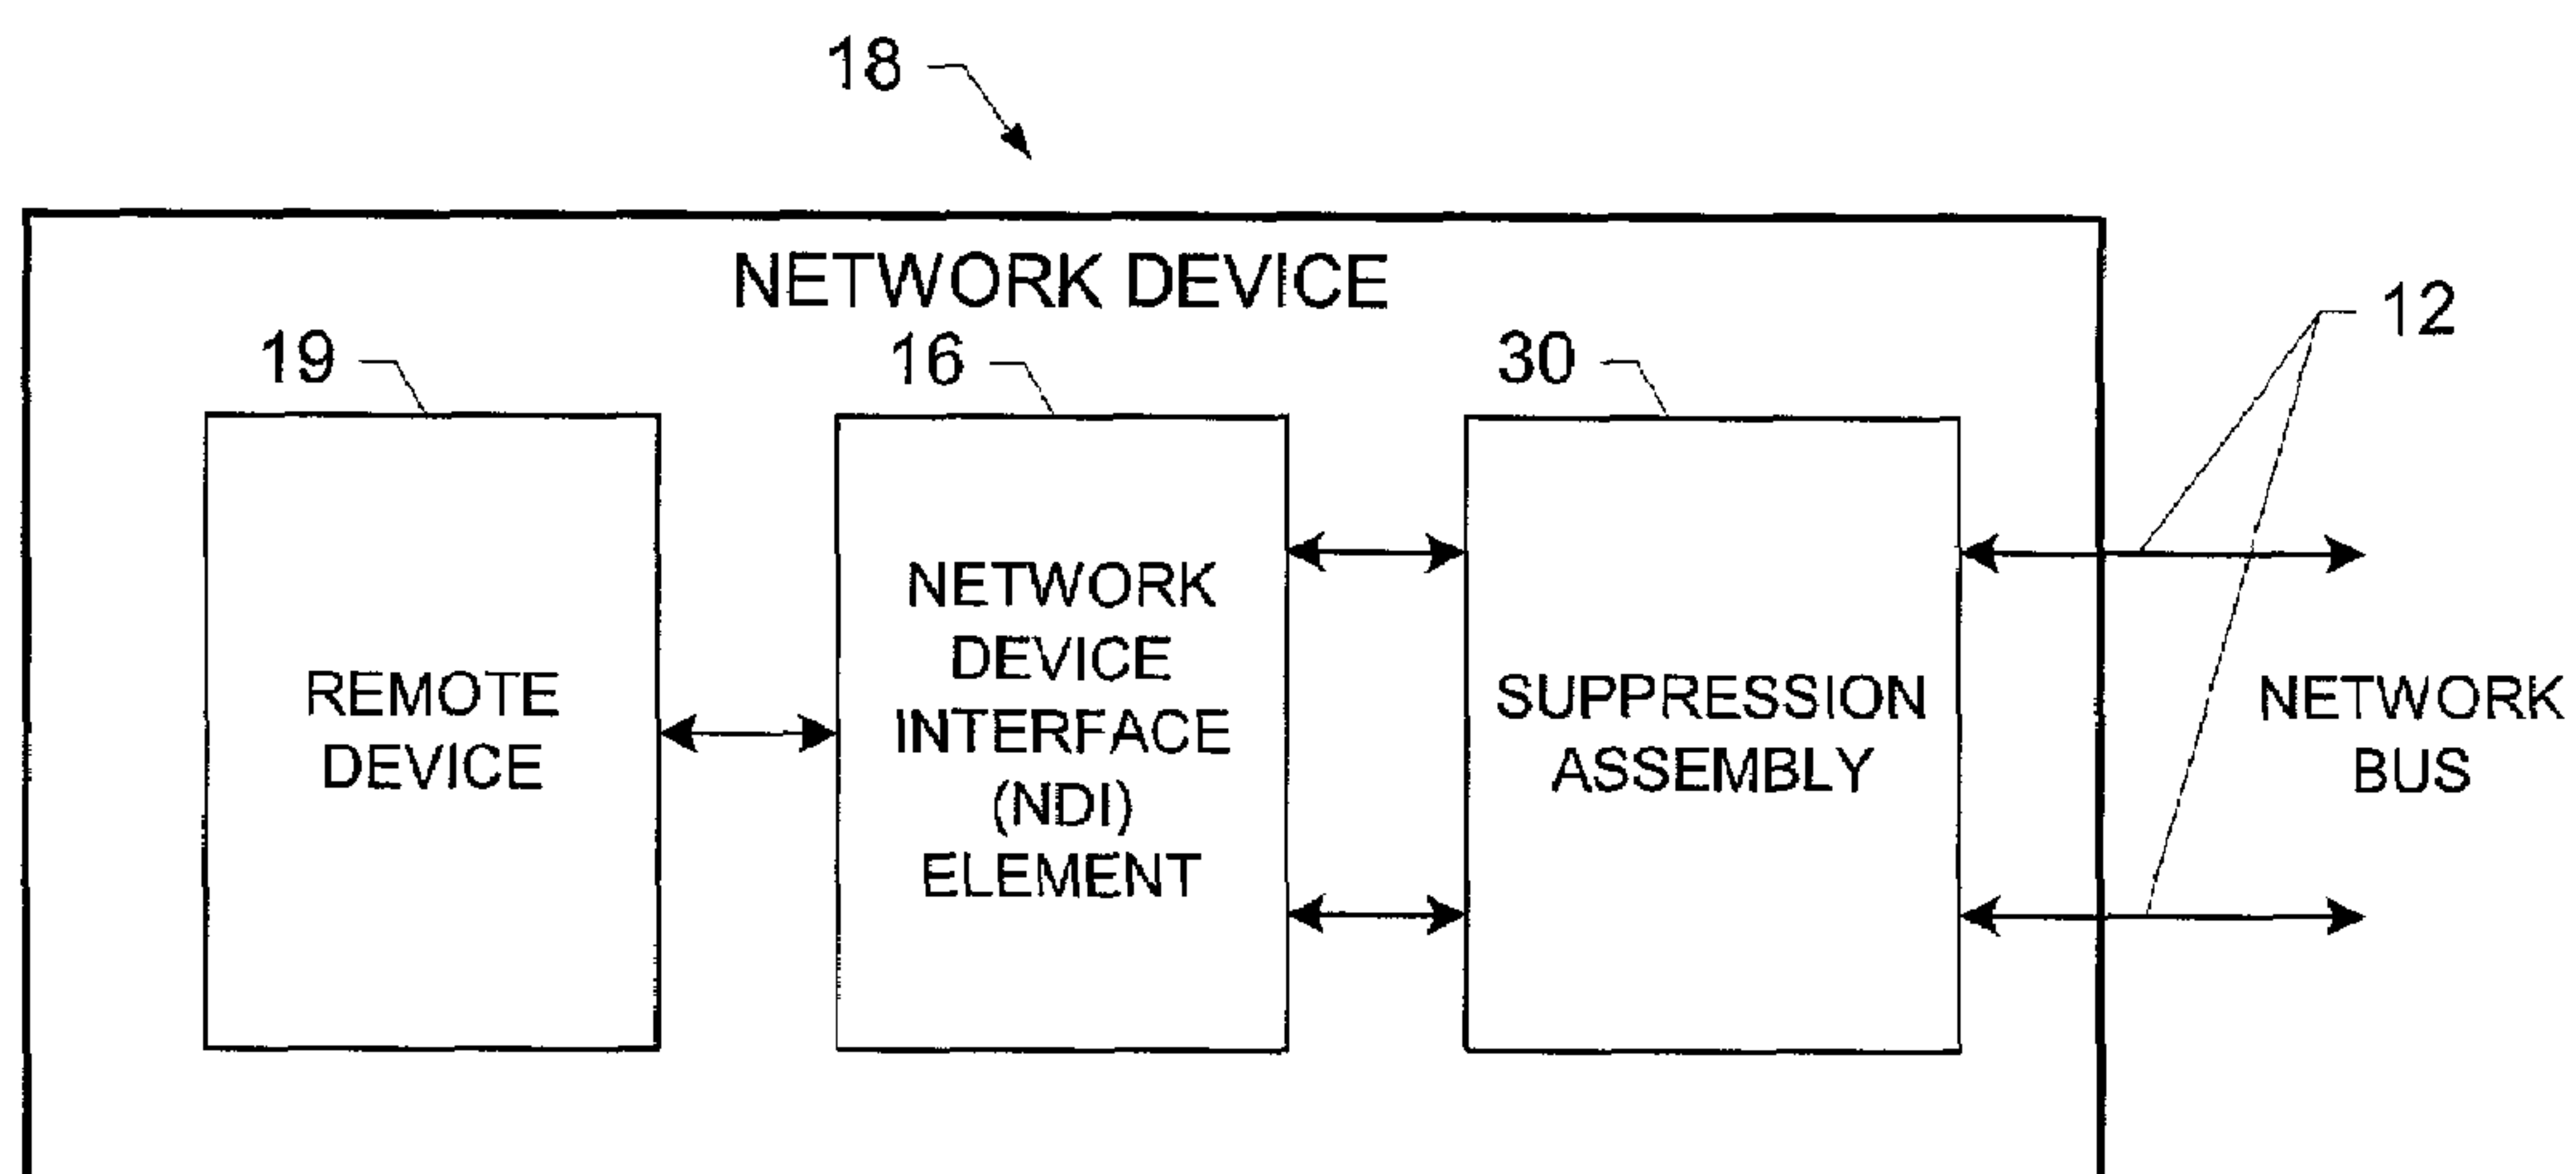 18
NETWORK DEVICE
12
19
16
30
REMOTE
DEVICE
NETWORK
DEVICE
INTERFACE
(NDI)
ELEMENT
SUPPRESSION
ASSEMBLY
NETWORK
BUS